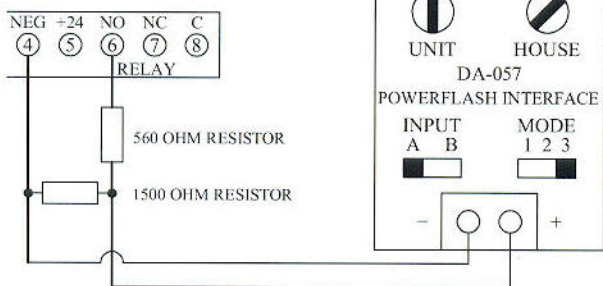 NEG +24 NO NC C
4 5 6 7 8
RELAY
560 OHM RESISTOR
1500 OHM RESISTOR
UNIT HOUSE
DA-057
POWERFLASH INTERFACE
INPUT MODE
A B 1 2 3
− +